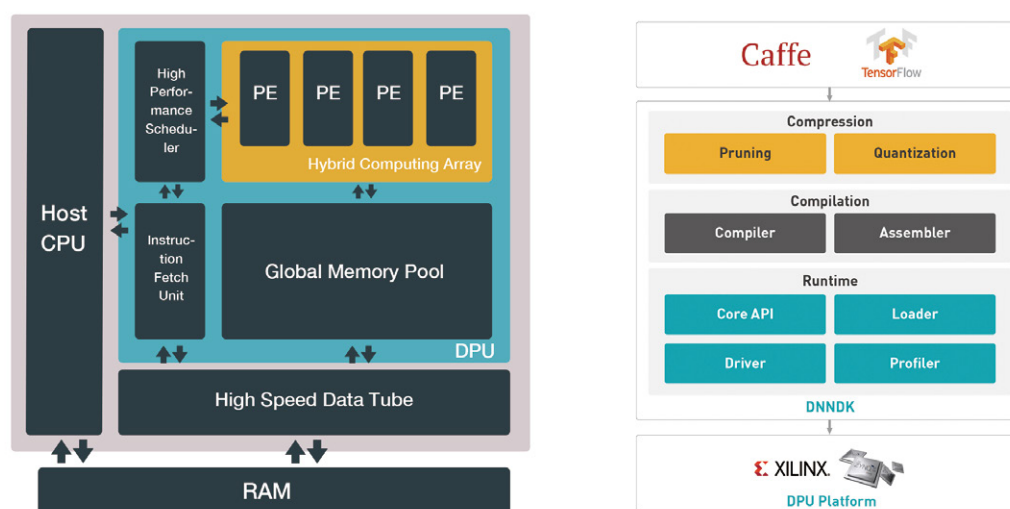 Host
CPU
High
Perfor-
mance
Schedu-
ler
PE
PE
PE
PE
Hybrid Computing Array
Instruc-
tion
Fetch
Unit
Global Memory Pool
DPU
High Speed Data Tube
RAM
Caffe
TensorFlow
Compression
Pruning
Quantization
Compilation
Compiler
Assembler
Runtime
Core API
Loader
Driver
Profiler
DNNDK
XILINX.
DPU Platform